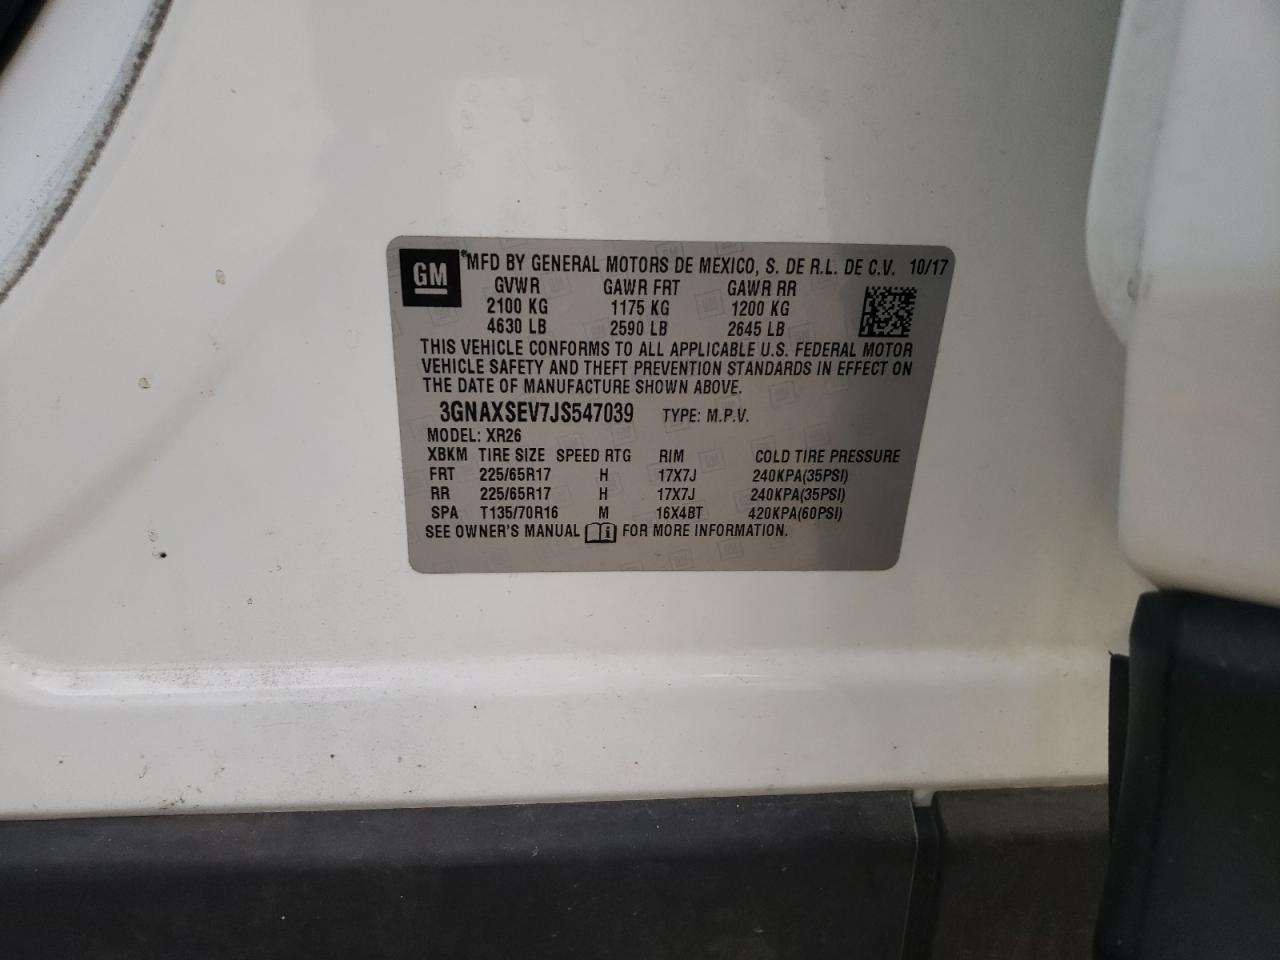 GM *MFD BY GENERAL MOTORS DE MEXICO, S. DE R.L. DE C.V. 10/17
GVWR GAWR FRT GAWR RR
2100 KG 1175 KG 1200 KG
4630 LB 2590 LB 2645 LB
THIS VEHICLE CONFORMS TO ALL APPLICABLE U.S. FEDERAL MOTOR
VEHICLE SAFETY AND THEFT PREVENTION STANDARDS IN EFFECT ON
THE DATE OF MANUFACTURE SHOWN ABOVE.
3GNAXSEV7JS547039 TYPE: M.P.V.
MODEL: XR26
XBKM TIRE SIZE SPEED RTG RIM COLD TIRE PRESSURE
FRT 225/65R17 H 17X7J 240KPA(35PSI)
RR 225/65R17 H 17X7J 240KPA(35PSI)
SPA T135/70R16 M 16X4BT 420KPA(60PSI)
SEE OWNER'S MANUAL FOR MORE INFORMATION.